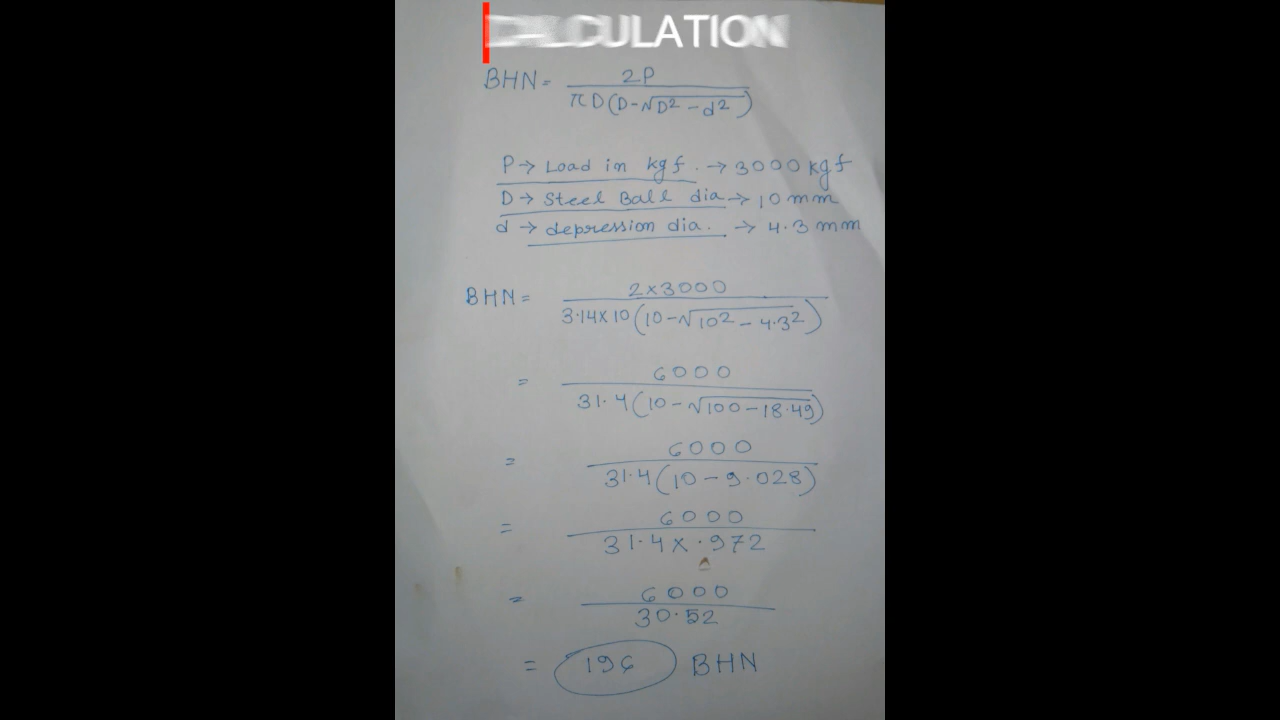 CULATION
BHN = 2P / πD(D-√D² - d²)
P → Load in kgf. → 3000 kgf
D → Steel Ball dia → 10 mm
d → depression dia. → 4.3 mm
BHN = 2×3000 / 3.14×10(10-√10² - 4.3²)
= 6000 / 31.4(10-√100-18.49)
= 6000 / 31.4(10-9.028)
= 6000 / 31.4×.972
= 6000 / 30.52
= 196 BHN